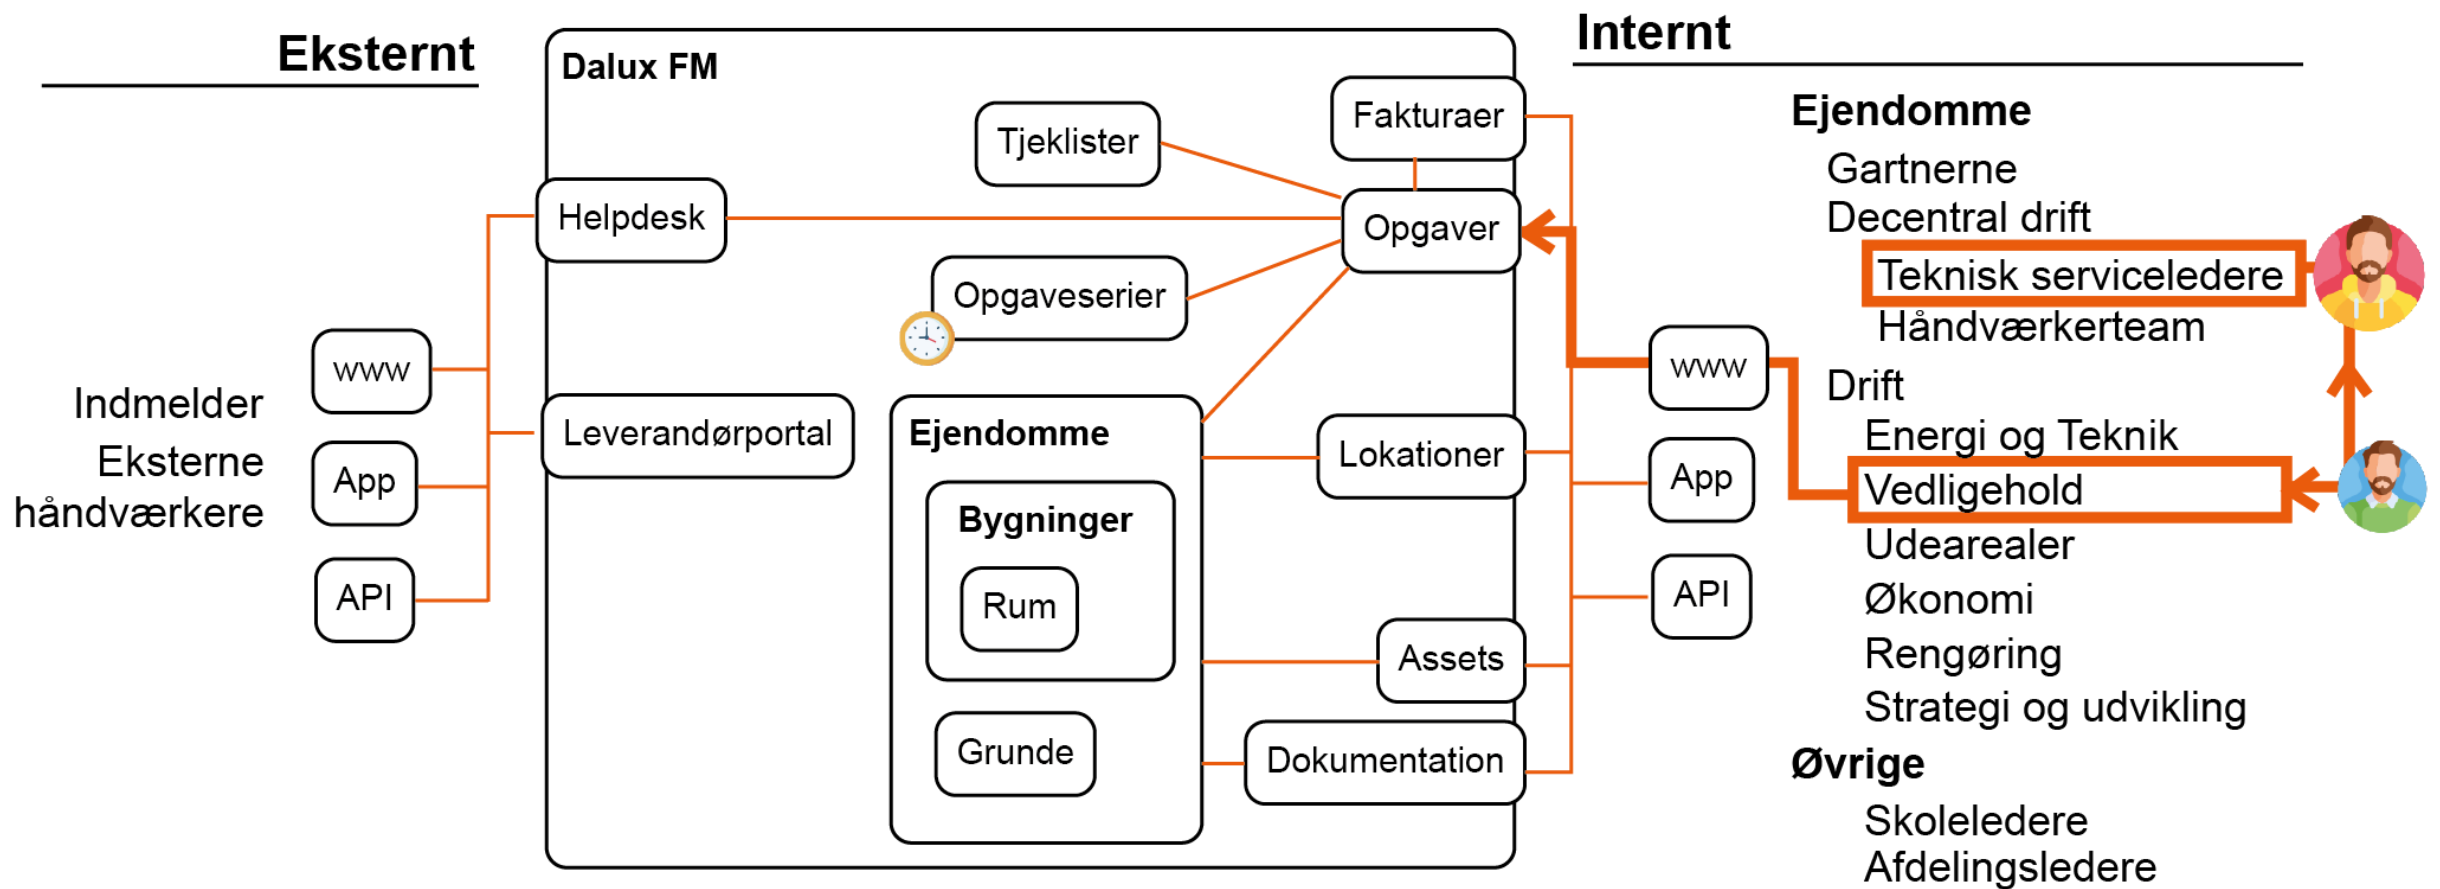 Eksternt
Indmelder
Eksterne
håndværkere
www
App
API
Dalux FM
Helpdesk
Leverandørportal
Tjeklister
Opgaveserier
Fakturaer
Opgaver
Ejendomme
Bygninger
Rum
Grunde
Lokationer
Assets
Dokumentation
www
App
API
Internt
Ejendomme
Gartnerne
Decentral drift
Teknisk serviceledere
Håndværkerteam
Drift
Energi og Teknik
Vedligehold
Udearealer
Økonomi
Rengøring
Strategi og udvikling
Øvrige
Skoleledere
Afdelingsledere